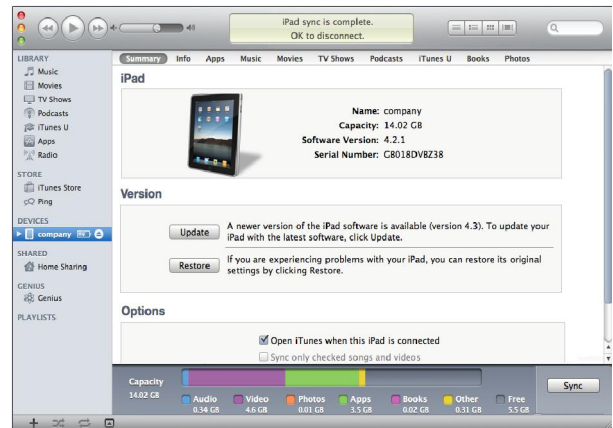 iPad sync is complete.
OK to disconnect.
LIBRARY
Music
Movies
TV Shows
Podcasts
iTunes U
Apps
Radio
STORE
iTunes Store
Ping
DEVICES
company
SHARED
Home Sharing
GENIUS
Genius
PLAYLISTS
Summary Info Apps Music Movies TV Shows Podcasts iTunes U Books Photos
iPad
Name: company
Capacity: 14.02 GB
Software Version: 4.2.1
Serial Number: GB018DVBZ38
Version
Update
A newer version of the iPad software is available (version 4.3). To update your
iPad with the latest software, click Update.
Restore
If you are experiencing problems with your iPad, you can restore its original
settings by clicking Restore.
Options
Open iTunes when this iPad is connected
Sync only checked songs and videos
Capacity
14.02 GB
Audio Video Photos Apps Books Other Free
0.34 GB 4.6 GB 0.01 GB 3.5 GB 0.02 GB 0.31 GB 5.5 GB
Sync